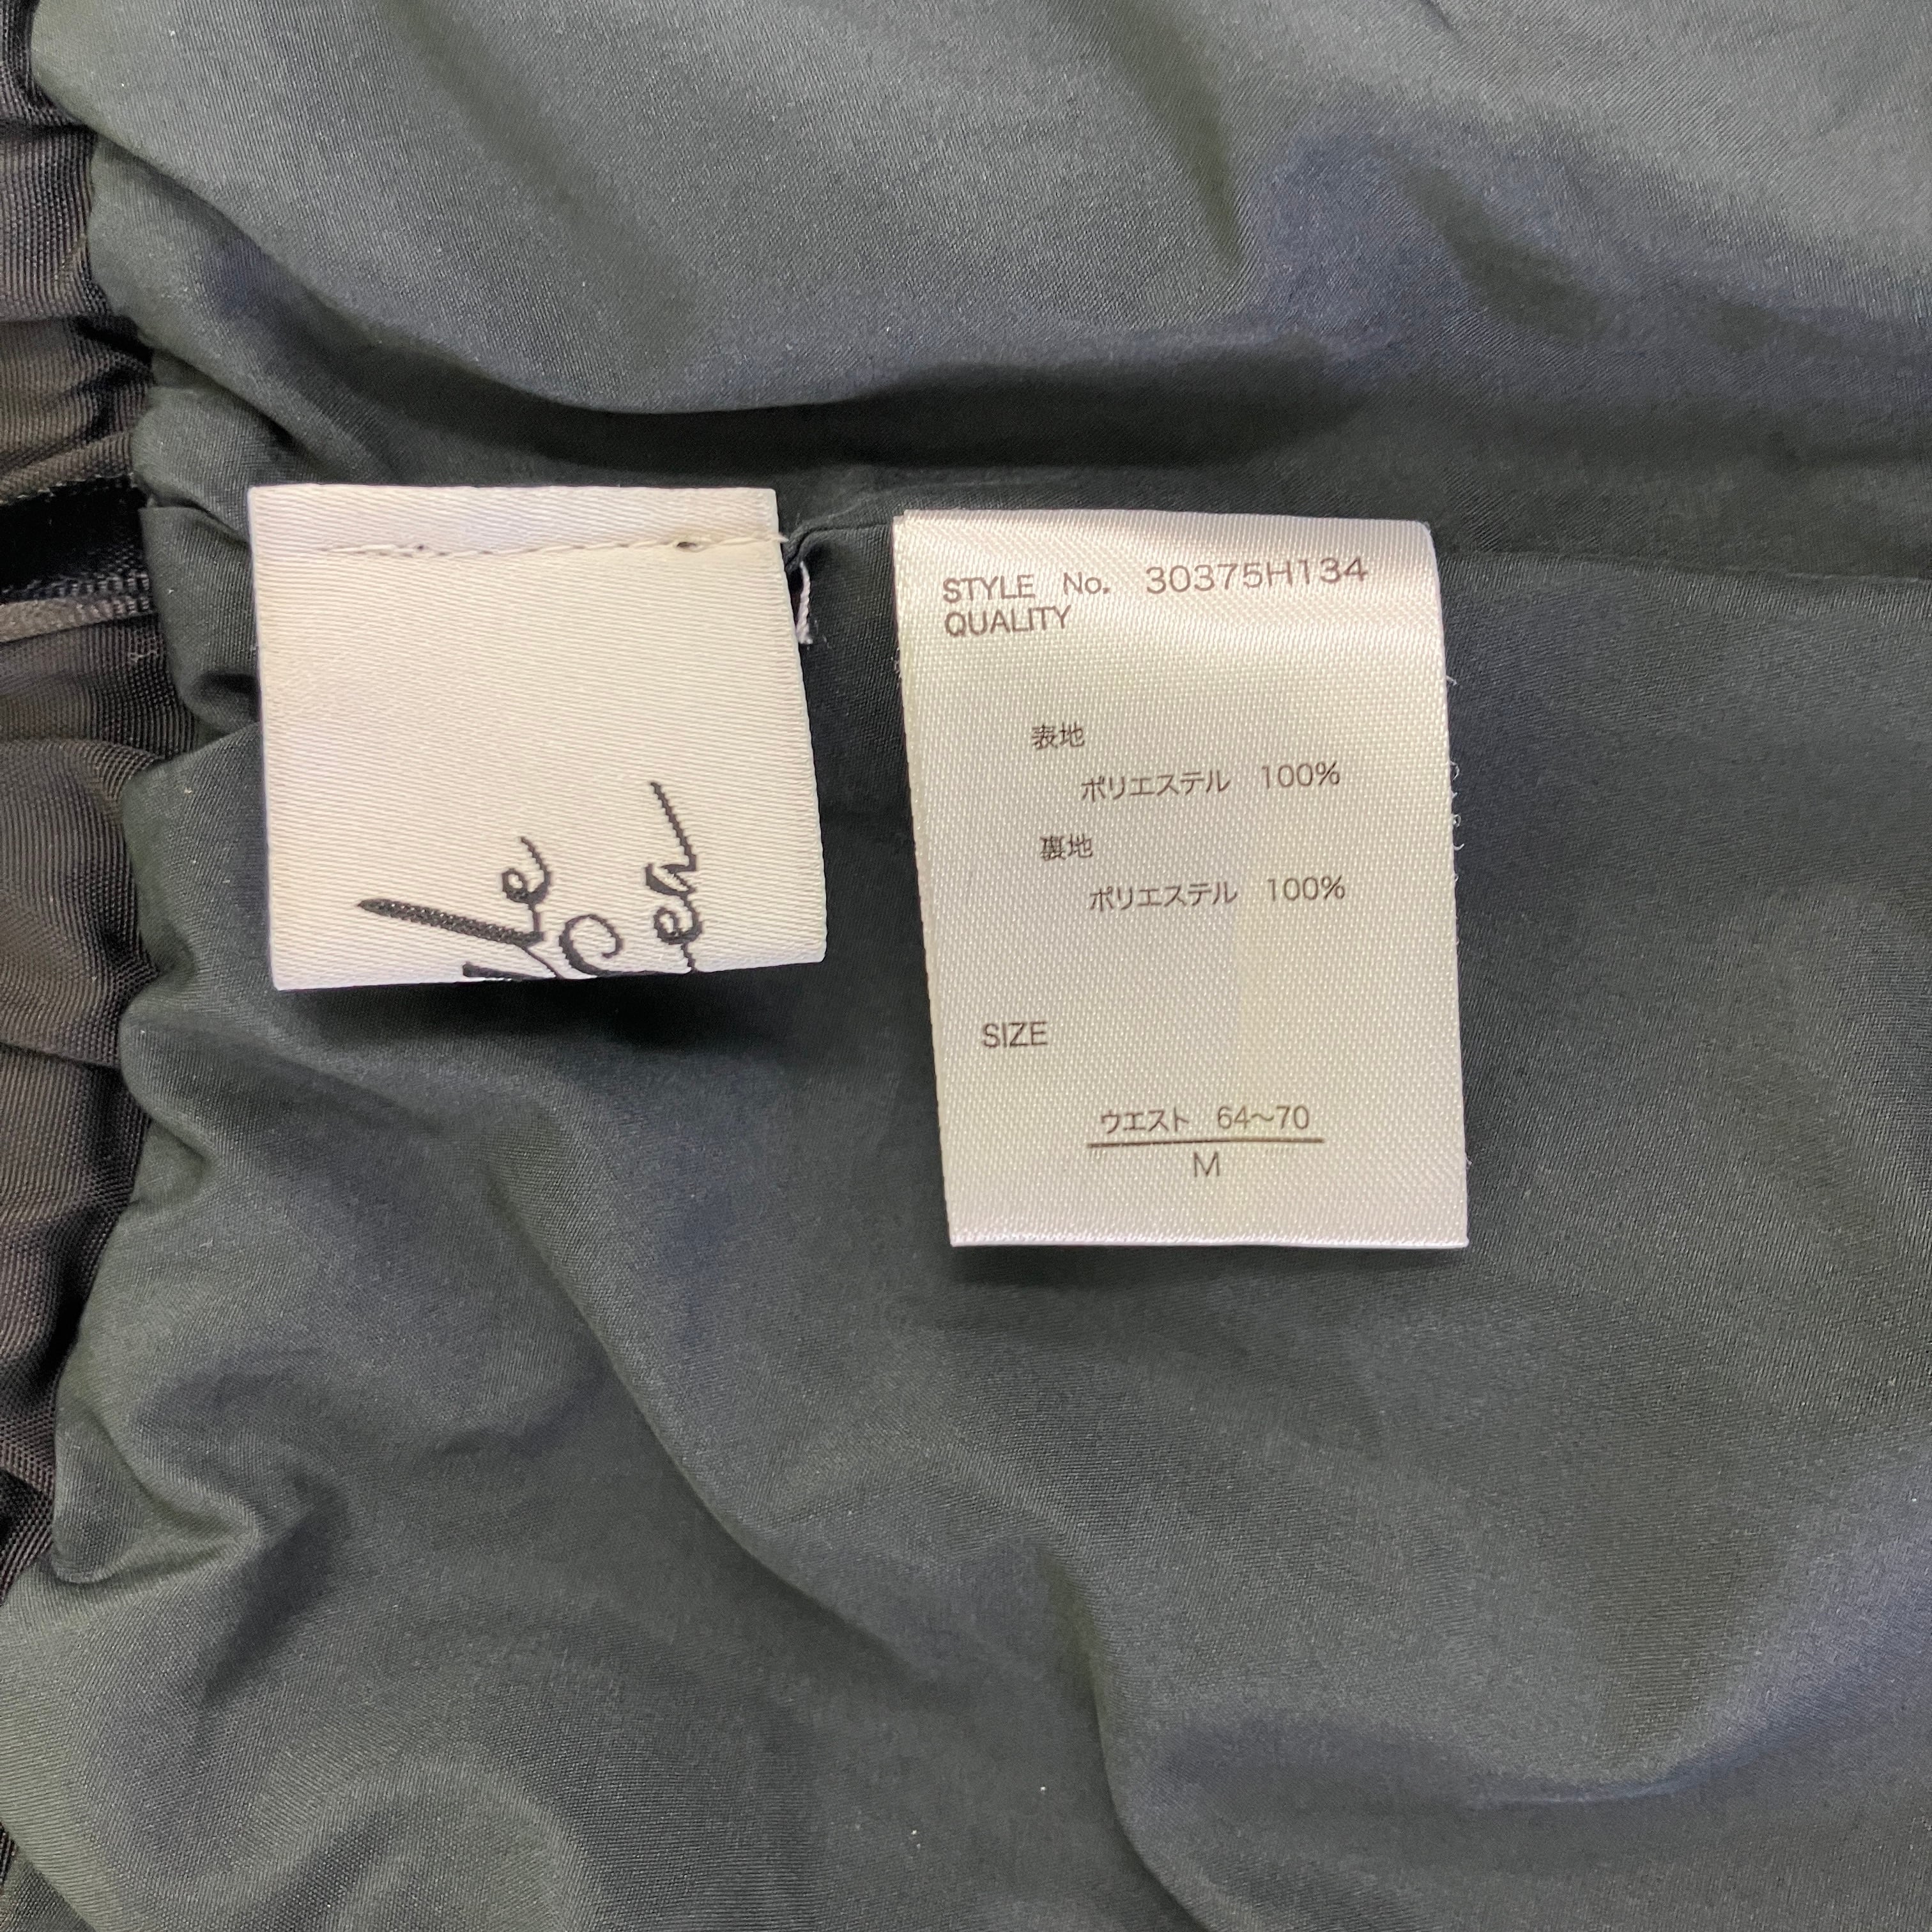 STYLE No. 30375H134
QUALITY
表地
ポリエステル 100%
裏地
ポリエステル 100%
SIZE
ウエスト 64〜70
M